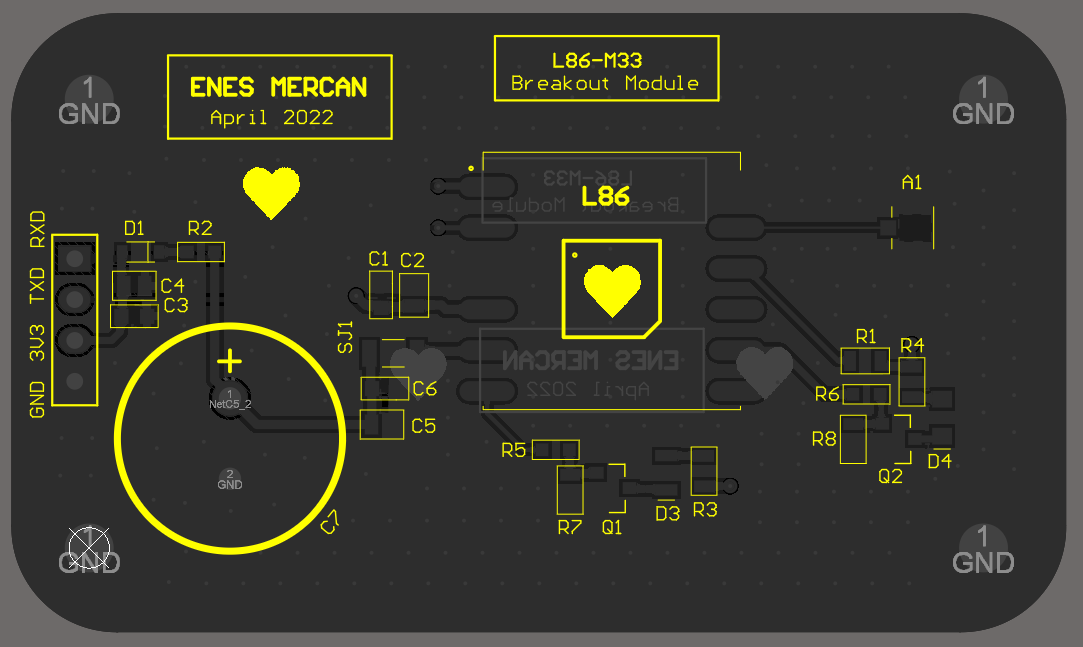 ENES MERCAN
April 2022
L86-M33
Breakout Module
1
GND
1
GND
L86-M33
Breakout Module
L86
A1
RXD
TXD
3V3
GND
D1
R2
C4
C3
C1
C2
SJ1
ENES MERCAN
April 2022
C6
C5
+
1
NetC5_2
2
GND
C7
R1
R4
R6
R8
Q2
D4
R5
R7
Q1
D3
R3
1
GND
1
GND